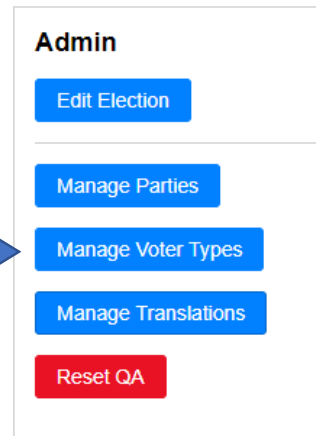 Admin
Edit Election
Manage Parties
Manage Voter Types
Manage Translations
Reset QA